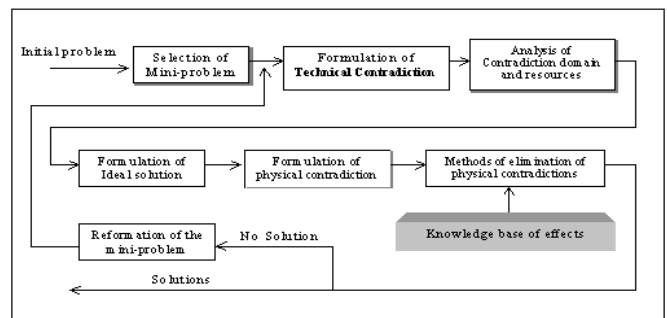 Initial problem
Selection of
Mini-problem
Formulation of
Technical Contradiction
Analysis of
Contradiction domain
and resources
Formulation of
Ideal solution
Formulation of
physical contradiction
Methods of elimination of
physical contradictions
Knowledge base of effects
Reformation of the
mini-problem
No Solution
Solutions